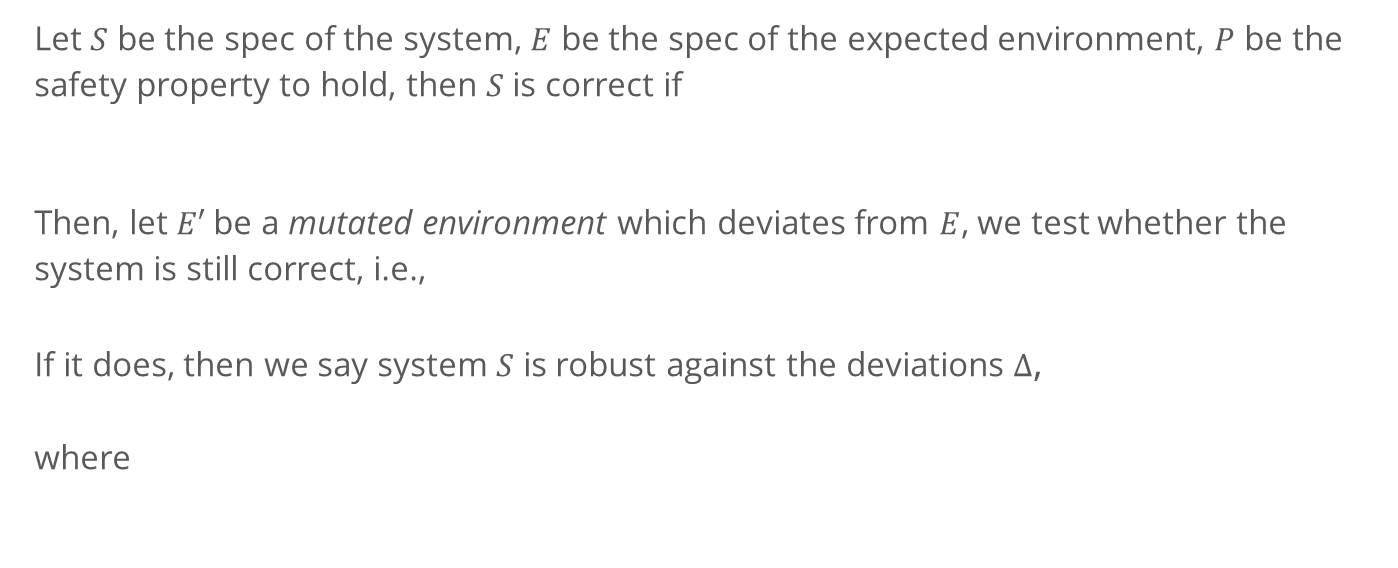 Let S be the spec of the system, E be the spec of the expected environment, P be the
safety property to hold, then S is correct if
Then, let E′ be a mutated environment which deviates from E, we test whether the
system is still correct, i.e.,
If it does, then we say system S is robust against the deviations Δ,
where